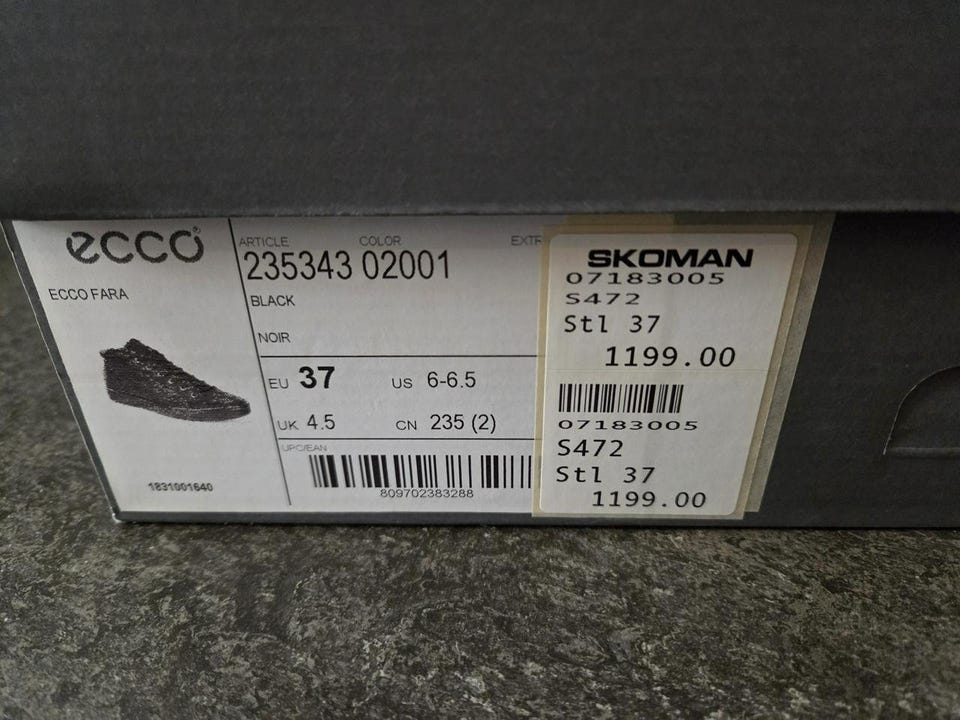 ecco
ECCO FARA
1831001640
ARTICLE COLOR EXTR
235343 02001
BLACK
NOIR
EU 37 US 6-6.5
UK 4.5 CN 235 (2)
UPC/EAN
809702383288
SKOMAN
07183005
S472
Stl 37
1199.00
07183005
S472
Stl 37
1199.00